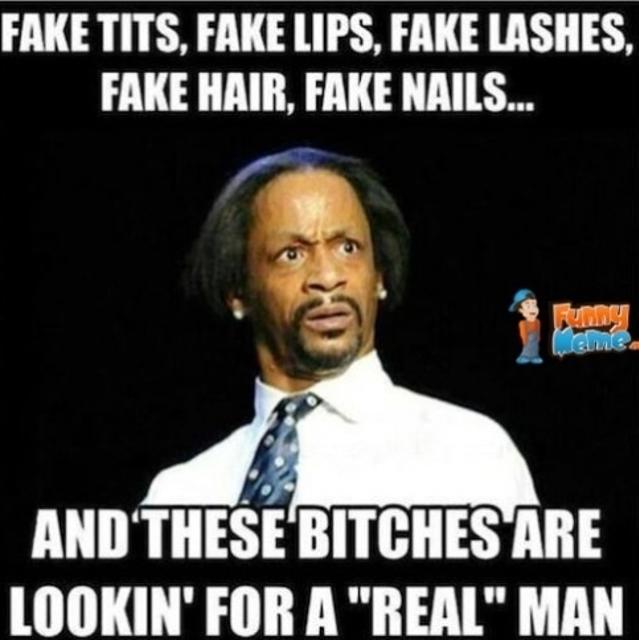 FAKE TITS, FAKE LIPS, FAKE LASHES,
FAKE HAIR, FAKE NAILS...
Funny
Meme
AND THESE BITCHES ARE
LOOKIN' FOR A "REAL" MAN